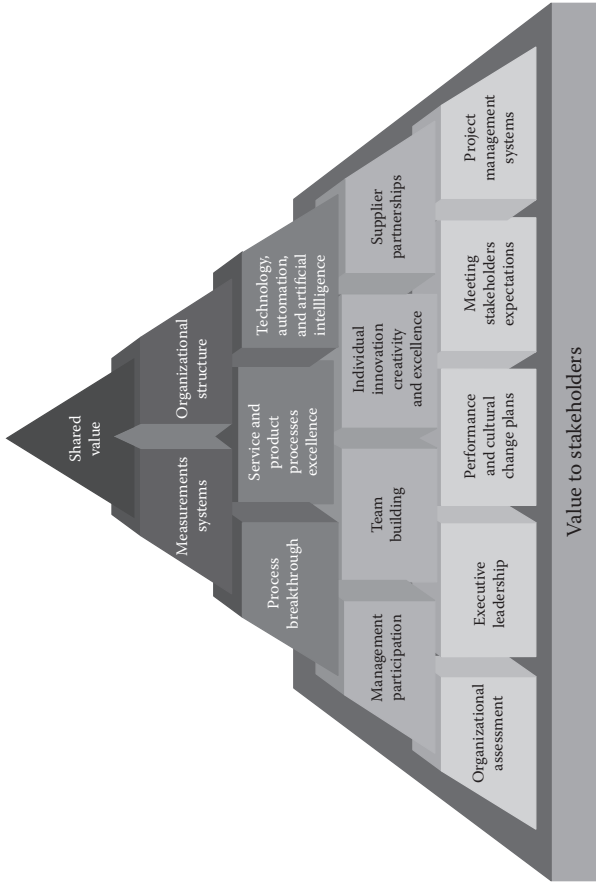 Shared
value
Measurements
systems
Organizational
structure
Process
breakthrough
Service and
product
processes
excellence
Technology,
automation,
and artificial
intellligence
Management
participation
Team
building
Individual
innovation
creativity
and excellence
Supplier
partnerships
Organizational
assessment
Executive
leadership
Performance
and cultural
change plans
Meeting
stakeholders
expectations
Project
management
systems
Value to stakeholders